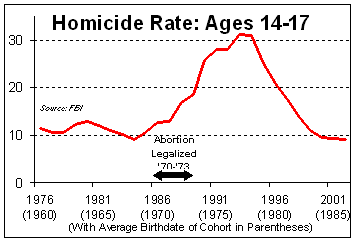 Homicide Rate: Ages 14-17
30
20
10
0
Source: FBI
Abortion
Legalized
'70-'73
1976 1981 1986 1991 1996 2001
(1960) (1965) (1970) (1975) (1980) (1985)
(With Average Birthdate of Cohort in Parentheses)